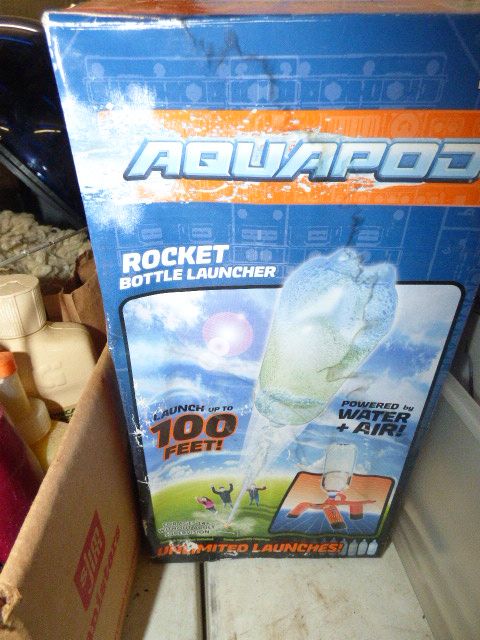 AQUAPOD
ROCKET
BOTTLE LAUNCHER
LAUNCH UP TO
100
FEET!
POWERED by
WATER
+ AIR!
UNLIMITED LAUNCHES!